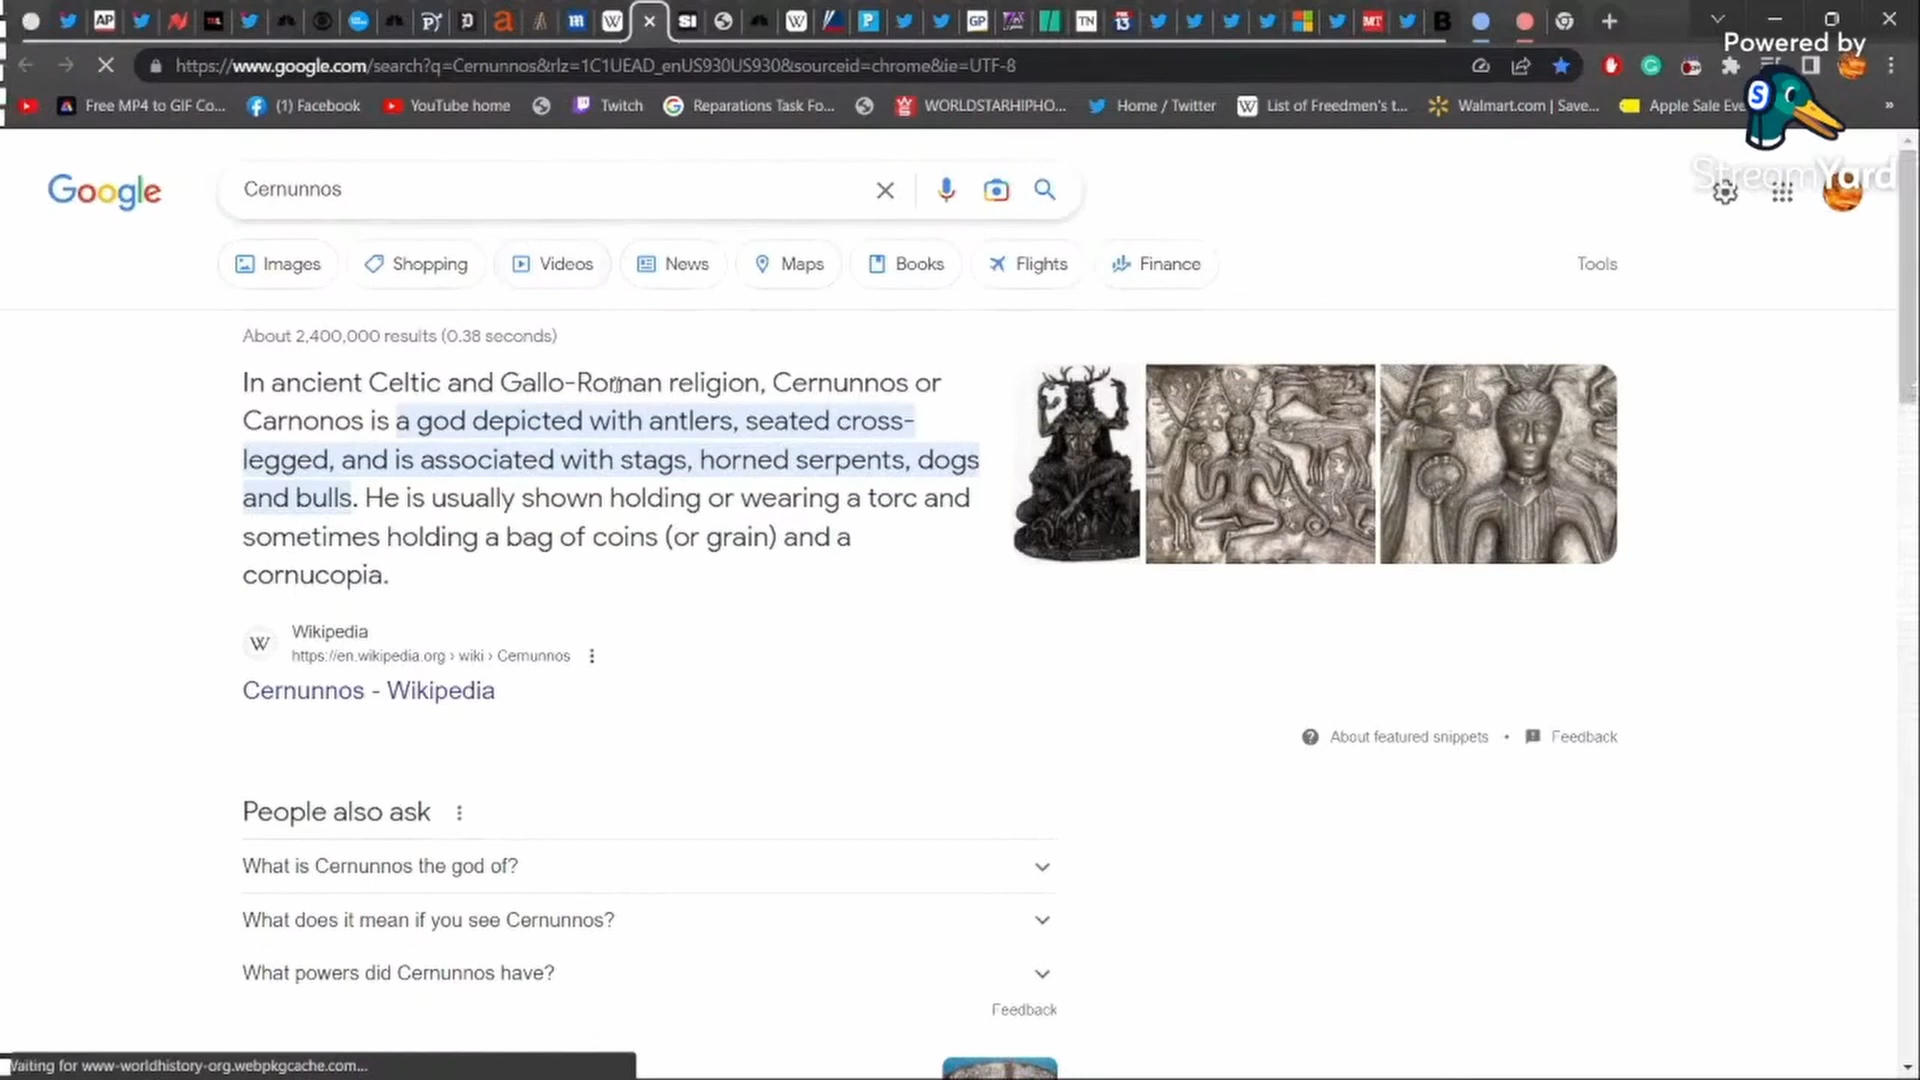 Powered by
https://www.google.com/search?q=Cernunnos&rlz=1C1UEAD_enUS930US930&sourceid=chrome&ie=UTF-8
Free MP4 to GIF Co... (1) Facebook YouTube home Twitch Reparations Task Fo... WORLDSTARHIPHO... Home / Twitter List of Freedmen's t... Walmart.com | Save... Apple Sale Eve
StreamYard
Google
Cernunnos
Images Shopping Videos News Maps Books Flights Finance Tools
About 2,400,000 results (0.38 seconds)
In ancient Celtic and Gallo-Roman religion, Cernunnos or
Carnonos is a god depicted with antlers, seated cross-
legged, and is associated with stags, horned serpents, dogs
and bulls. He is usually shown holding or wearing a torc and
sometimes holding a bag of coins (or grain) and a
cornucopia.
W Wikipedia
https://en.wikipedia.org › wiki › Cernunnos
Cernunnos - Wikipedia
About featured snippets • Feedback
People also ask
What is Cernunnos the god of?
What does it mean if you see Cernunnos?
What powers did Cernunnos have?
Feedback
Waiting for www-worldhistory-org.webpkgcache.com...